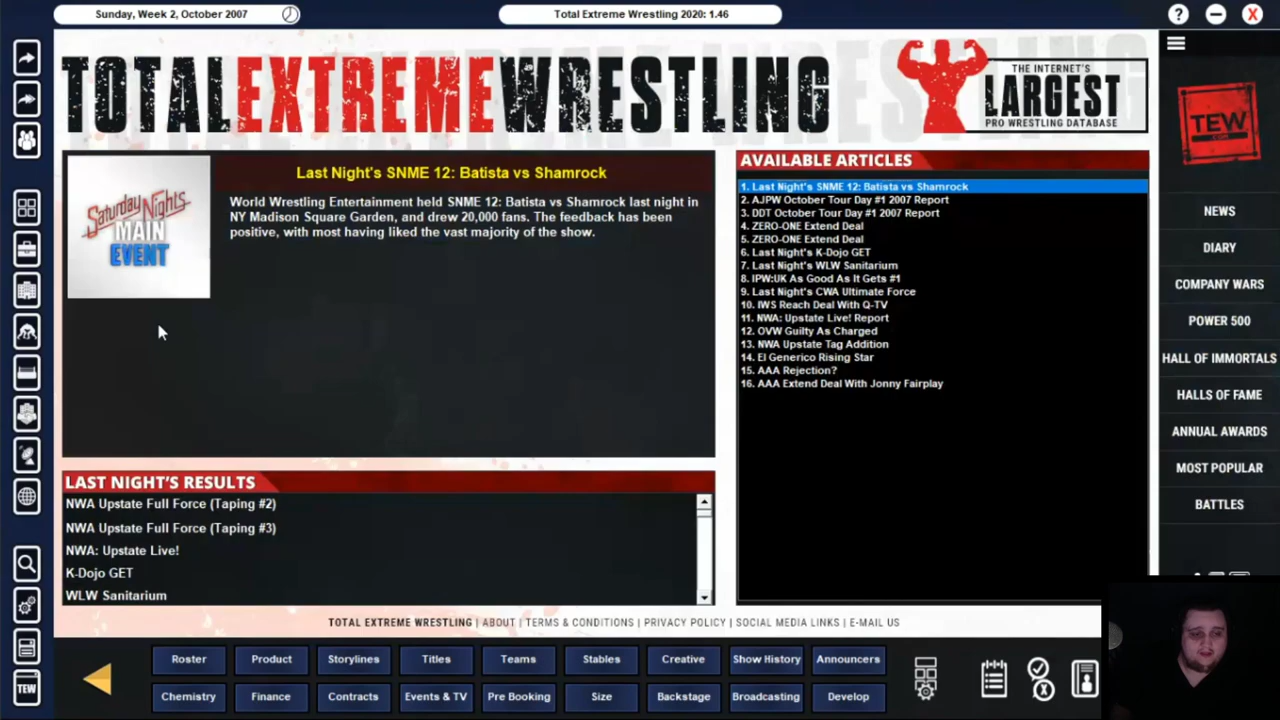 Sunday, Week 2, October 2007
Total Extreme Wrestling 2020: 1.46
?
X
TOTALEXTREMEWRESTLING
THE INTERNET'S
LARGEST
PRO WRESTLING DATABASE
TEW
.COM
Saturday Night's
MAIN
EVENT
Last Night's SNME 12: Batista vs Shamrock
World Wrestling Entertainment held SNME 12: Batista vs Shamrock last night in
NY Madison Square Garden, and drew 20,000 fans. The feedback has been
positive, with most having liked the vast majority of the show.
AVAILABLE ARTICLES
1. Last Night's SNME 12: Batista vs Shamrock
2. AJPW October Tour Day #1 2007 Report
3. DDT October Tour Day #1 2007 Report
4. ZERO-ONE Extend Deal
5. ZERO-ONE Extend Deal
6. Last Night's K-Dojo GET
7. Last Night's WLW Sanitarium
8. IPW:UK As Good As It Gets #1
9. Last Night's CWA Ultimate Force
10. IWS Reach Deal With Q-TV
11. NWA: Upstate Live! Report
12. OVW Guilty As Charged
13. NWA Upstate Tag Addition
14. El Generico Rising Star
15. AAA Rejection?
16. AAA Extend Deal With Jonny Fairplay
NEWS
DIARY
COMPANY WARS
POWER 500
HALL OF IMMORTALS
HALLS OF FAME
ANNUAL AWARDS
MOST POPULAR
BATTLES
LAST NIGHT'S RESULTS
NWA Upstate Full Force (Taping #2)
NWA Upstate Full Force (Taping #3)
NWA: Upstate Live!
K-Dojo GET
WLW Sanitarium
TOTAL EXTREME WRESTLING | ABOUT | TERMS & CONDITIONS | PRIVACY POLICY | SOCIAL MEDIA LINKS | E-MAIL US
Roster
Product
Storylines
Titles
Teams
Stables
Creative
Show History
Announcers
Chemistry
Finance
Contracts
Events & TV
Pre Booking
Size
Backstage
Broadcasting
Develop
TEW